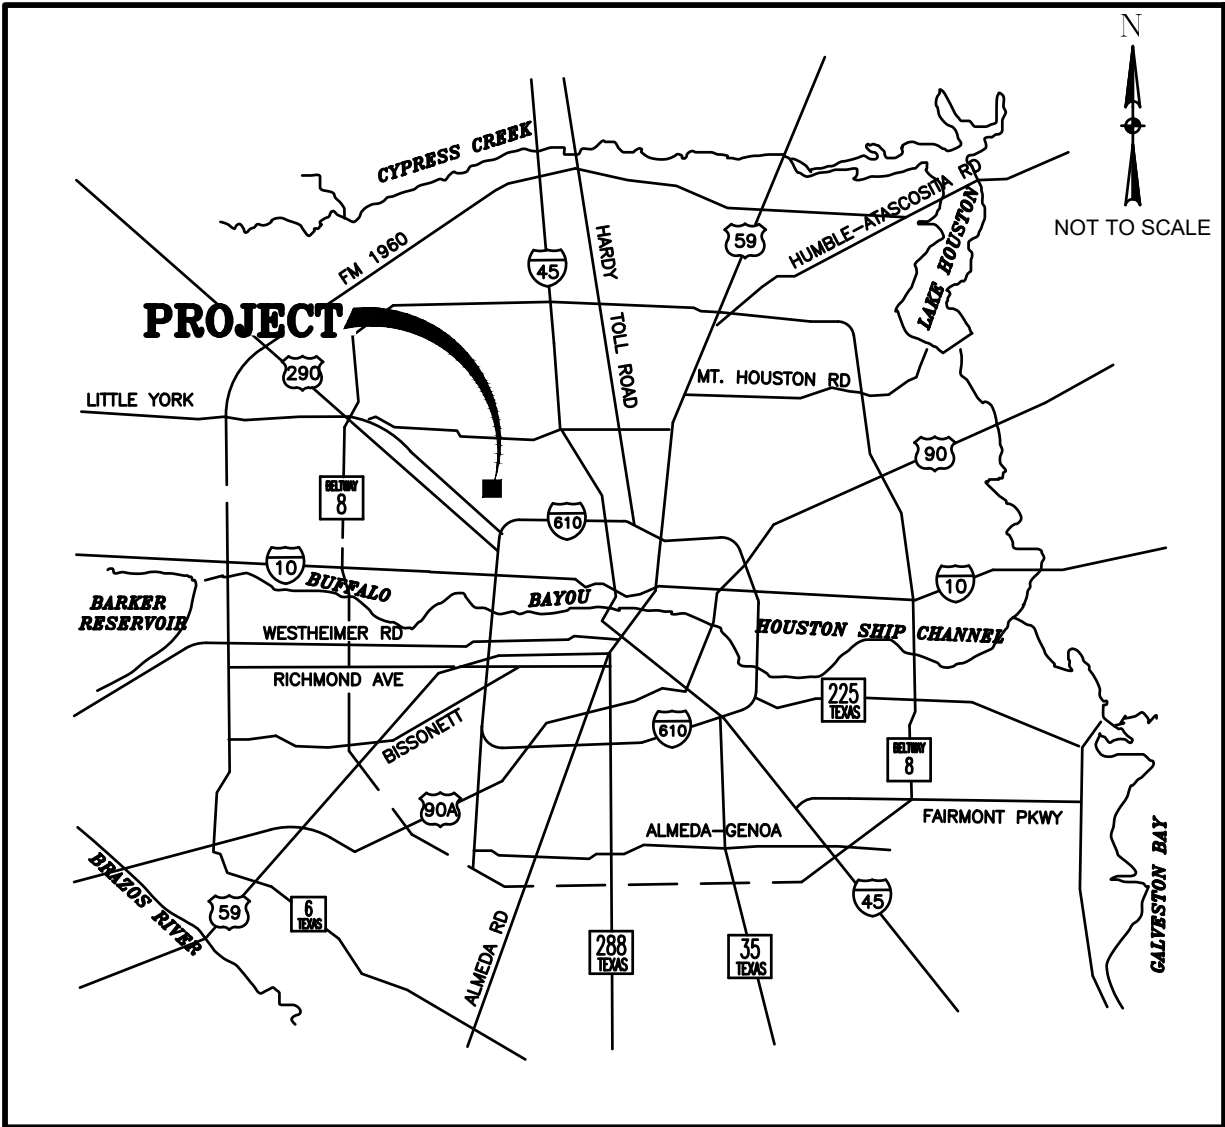 N
CYPRESS CREEK
NOT TO SCALE
HUMBLE-ATASCOSITA RD
59
HARDY
TOLL ROAD
FM 1960
45
LAKE HOUSTON
PROJECT
290
MT. HOUSTON RD
LITTLE YORK
90
BELTWAY
8
610
10
BUFFALO
BAYOU
10
BARKER
RESERVOIR
WESTHEIMER RD
HOUSTON SHIP CHANNEL
RICHMOND AVE
225
TEXAS
BISSONETT
610
BELTWAY
8
90A
FAIRMONT PKWY
ALMEDA-GENOA
GALVESTON BAY
BRAZOS RIVER
59
6
TEXAS
45
ALMEDA RD
288
TEXAS
35
TEXAS